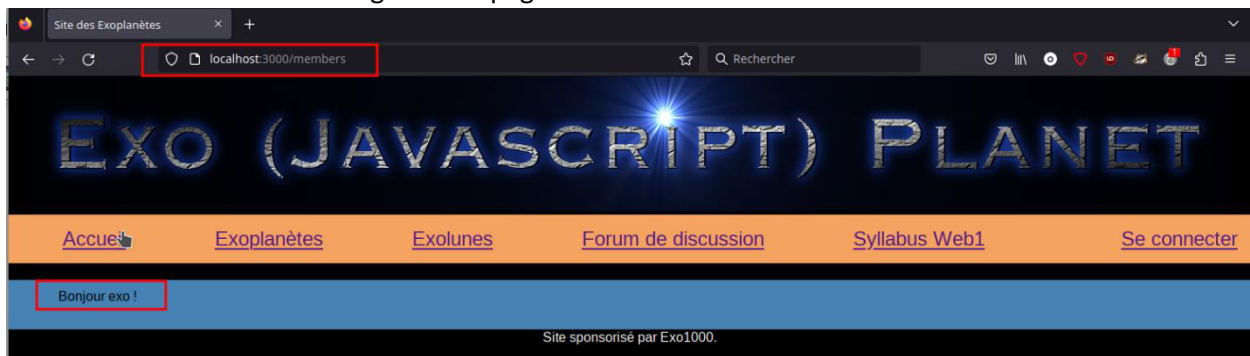 Site des Exoplanètes
localhost:3000/members
Rechercher
EXO (JAVASCRIPT) PLANET
Exoplanètes
Exolunes
Forum de discussion
Syllabus Web1
Se connecter
Bonjour exo !
Site sponsorisé par Exo1000.